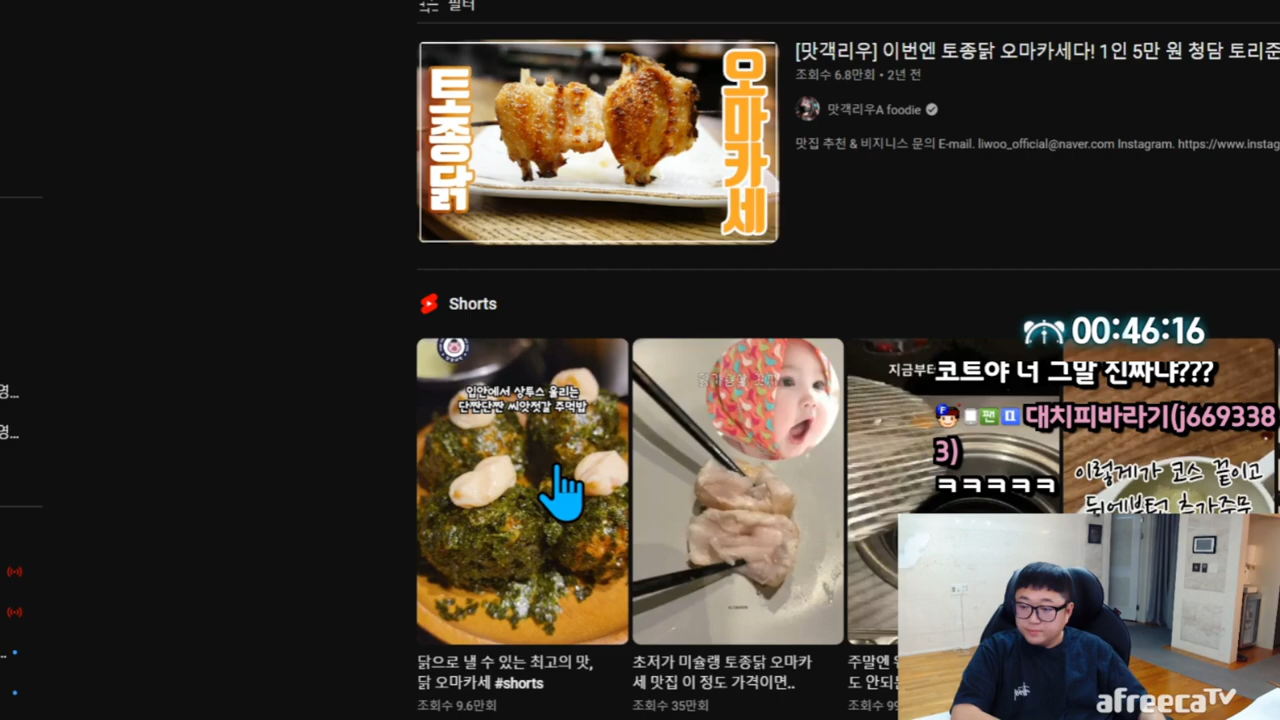 필터
토종닭
오마카세
[맛객리우] 이번엔 토종닭 오마카세다! 1인 5만 원 청담 토리준
조회수 6.8만회 • 2년 전
맛객리우A foodie
맛집 추천 & 비지니스 문의 E-mail. liwoo_official@naver.com Instagram. https://www.instag
Shorts
00:46:16
입안에서 상투스 울리는
단짠단짠 씨앗젓갈 주먹밥
지금부터
코트야 너 그말 진짜냐???
대치피바라기(j669338
3)
ㅋㅋㅋㅋㅋ
이렇게가 코스 끝이고
뒤에부턴 추가주문
영...
영...
닭으로 낼 수 있는 최고의 맛,
닭 오마카세 #shorts
조회수 9.6만회
초저가 미슐랭 토종닭 오마카
세 맛집 이 정도 가격이면..
조회수 35만회
주말엔
도 안되
조회수 99
afreecaTV